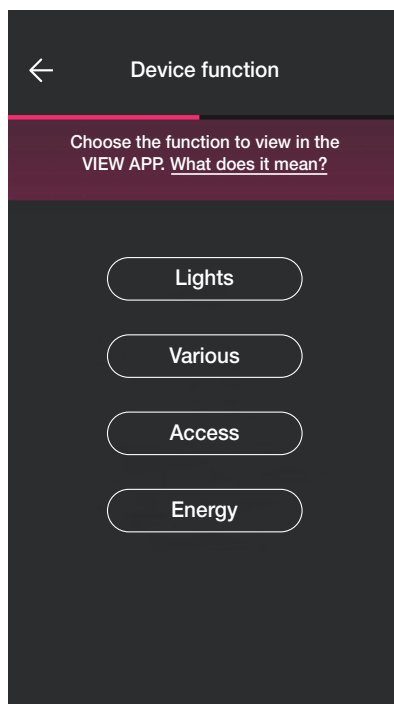 Device function
Choose the function to view in the
VIEW APP. What does it mean?
Lights
Various
Access
Energy